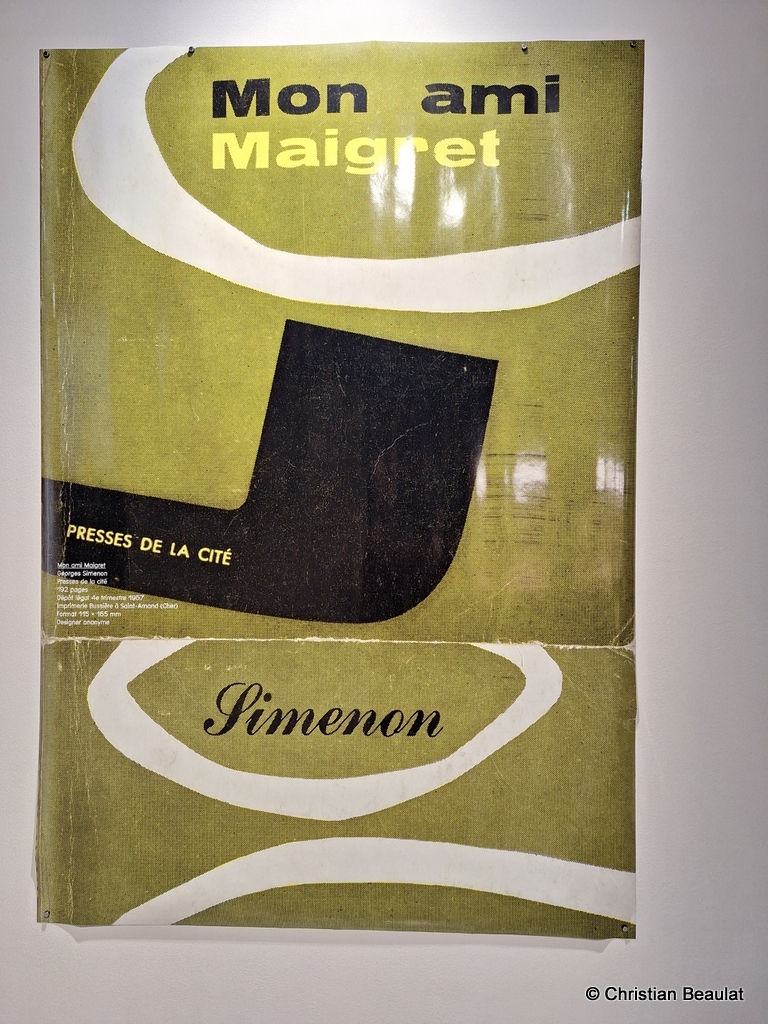 Mon ami
Maigret
PRESSES DE LA CITÉ
Mon ami Maigret
Georges Simenon
Presses de la cité
192 pages
Dépôt légal 4e trimestre 1957
Imprimerie Bussière à Saint-Amand (Cher)
Format 115 × 165 mm
Designer anonyme
Simenon
© Christian Beaulat